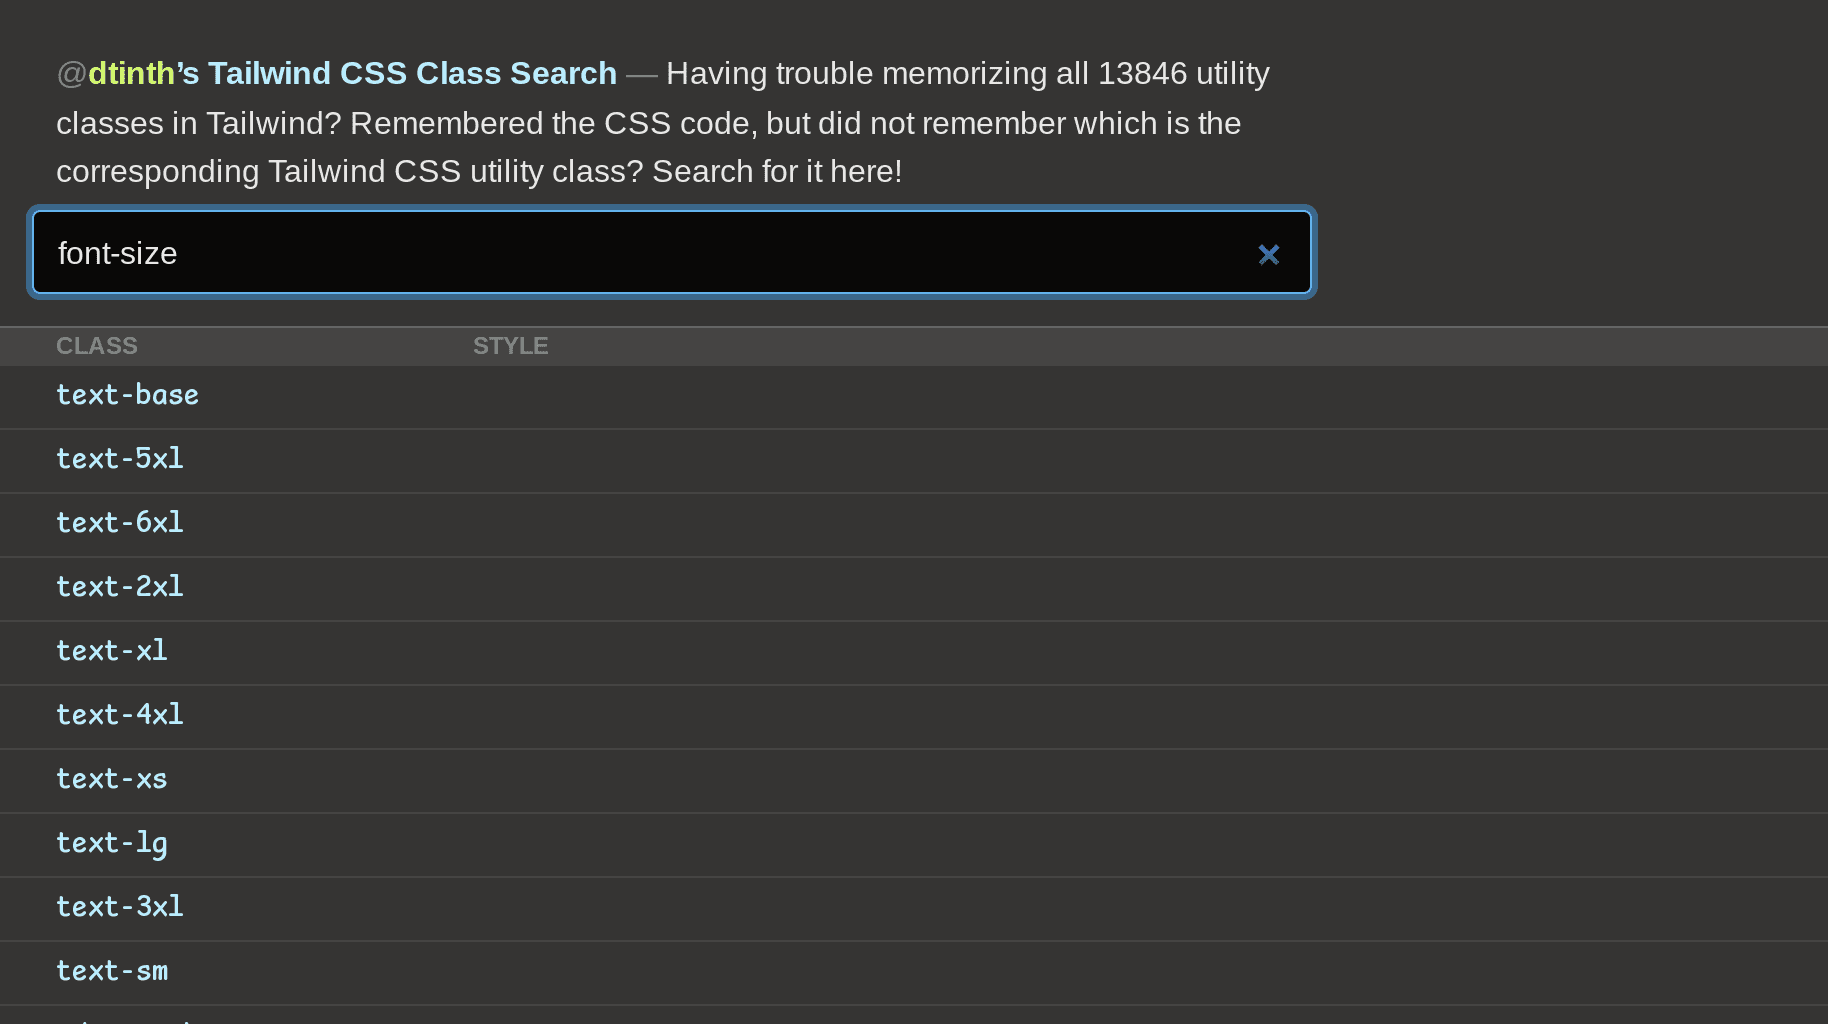 @dtinth’s Tailwind CSS Class Search — Having trouble memorizing all 13846 utility
classes in Tailwind? Remembered the CSS code, but did not remember which is the
corresponding Tailwind CSS utility class? Search for it here!
font-size
CLASS STYLE
text-base
text-5xl
text-6xl
text-2xl
text-xl
text-4xl
text-xs
text-lg
text-3xl
text-sm